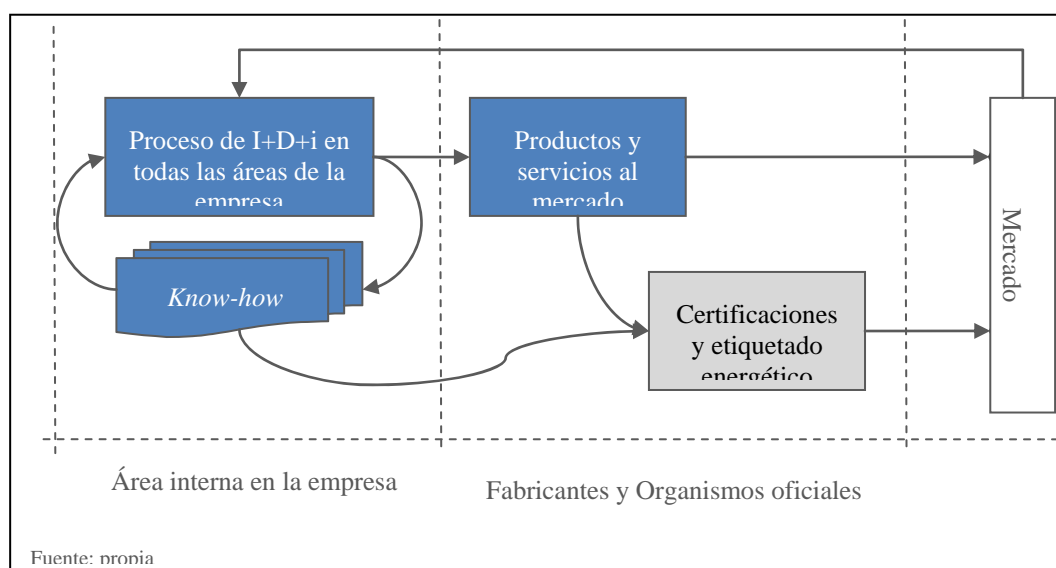 Proceso de I+D+i en
todas las áreas de la
empresa
Productos y
servicios al
mercado
Know-how
Certificaciones
y etiquetado
energético
Mercado
Área interna en la empresa
Fabricantes y Organismos oficiales
Fuente: propia